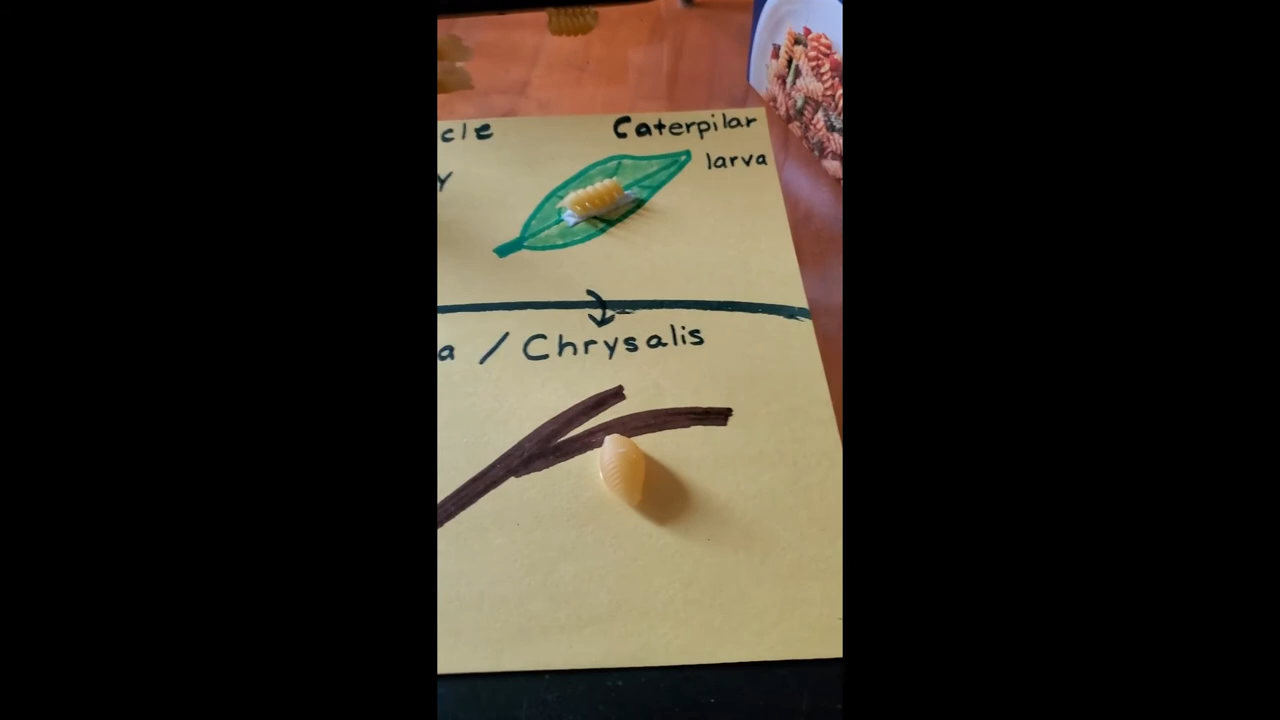 cle
Caterpilar
y
larva
a / Chrysalis